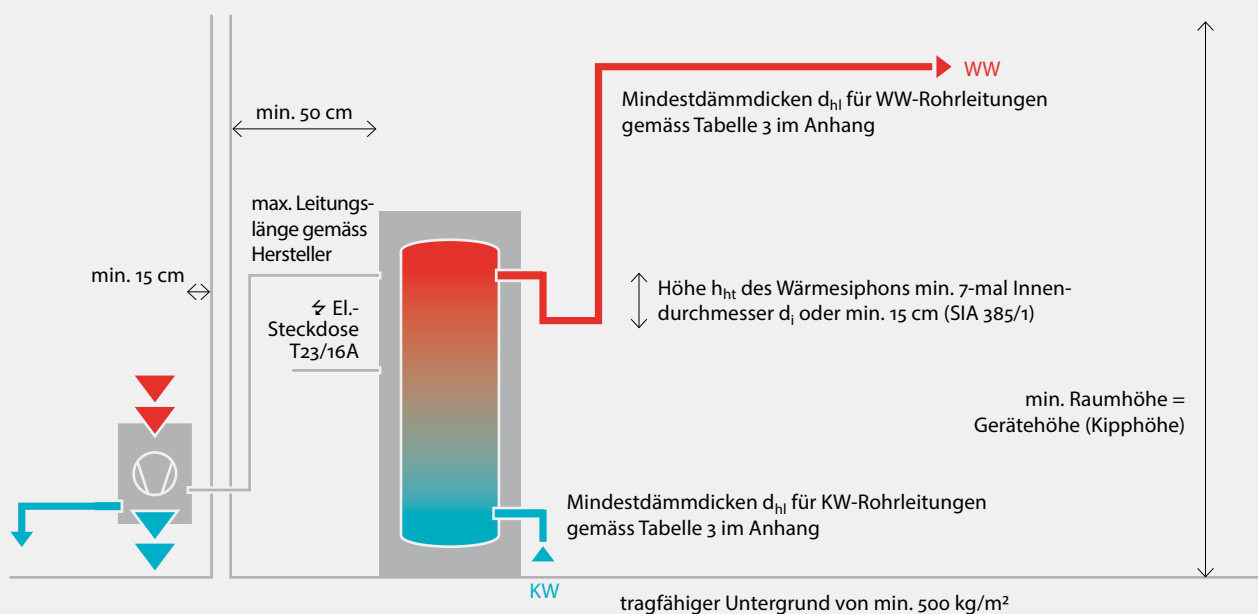 WW
Mindestdämmdicken dhl für WW-Rohrleitungen
gemäss Tabelle 3 im Anhang
min. 50 cm
max. Leitungs-
länge gemäss
Hersteller
min. 15 cm
El.-
Steckdose
T23/16A
Höhe hht des Wärmesiphons min. 7-mal Innen-
durchmesser di oder min. 15 cm (SIA 385/1)
min. Raumhöhe =
Gerätehöhe (Kipphöhe)
Mindestdämmdicken dhl für KW-Rohrleitungen
gemäss Tabelle 3 im Anhang
KW
tragfähiger Untergrund von min. 500 kg/m²